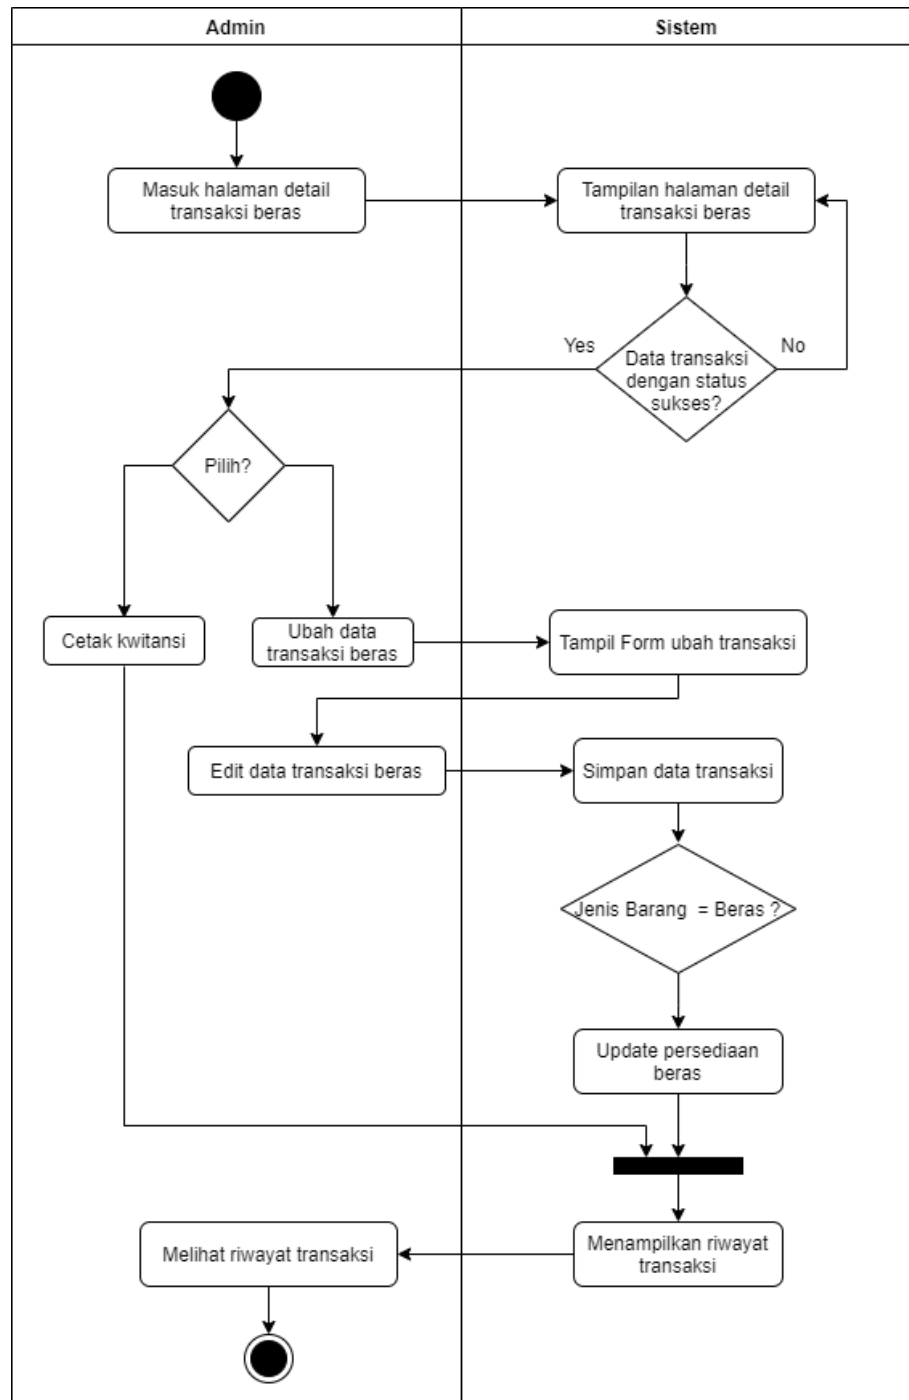 Admin
Sistem
Masuk halaman detail
transaksi beras
Tampilan halaman detail
transaksi beras
Yes
No
Data transaksi
dengan status
sukses?
Pilih?
Cetak kwitansi
Ubah data
transaksi beras
Tampil Form ubah transaksi
Edit data transaksi beras
Simpan data transaksi
Jenis Barang = Beras ?
Update persediaan
beras
Melihat riwayat transaksi
Menampilkan riwayat
transaksi